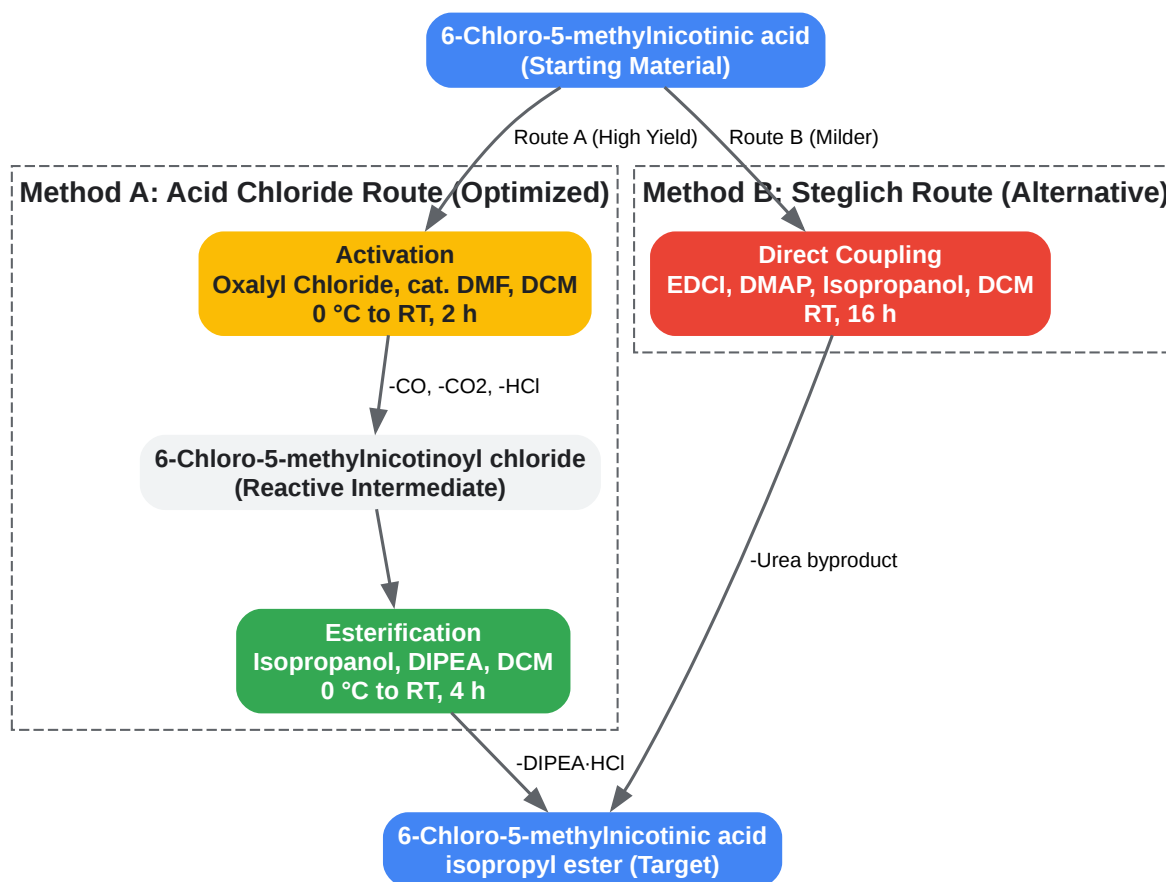 6-Chloro-5-methylnicotinic acid
(Starting Material)
Route A (High Yield)
Route B (Milder)
Method A: Acid Chloride Route (Optimized)
Method B: Steglich Route (Alternative)
Activation
Oxalyl Chloride, cat. DMF, DCM
0 °C to RT, 2 h
Direct Coupling
EDCI, DMAP, Isopropanol, DCM
RT, 16 h
-CO, -CO2, -HCl
6-Chloro-5-methylnicotinoyl chloride
(Reactive Intermediate)
-Urea byproduct
Esterification
Isopropanol, DIPEA, DCM
0 °C to RT, 4 h
-DIPEA·HCl
6-Chloro-5-methylnicotinic acid
isopropyl ester (Target)